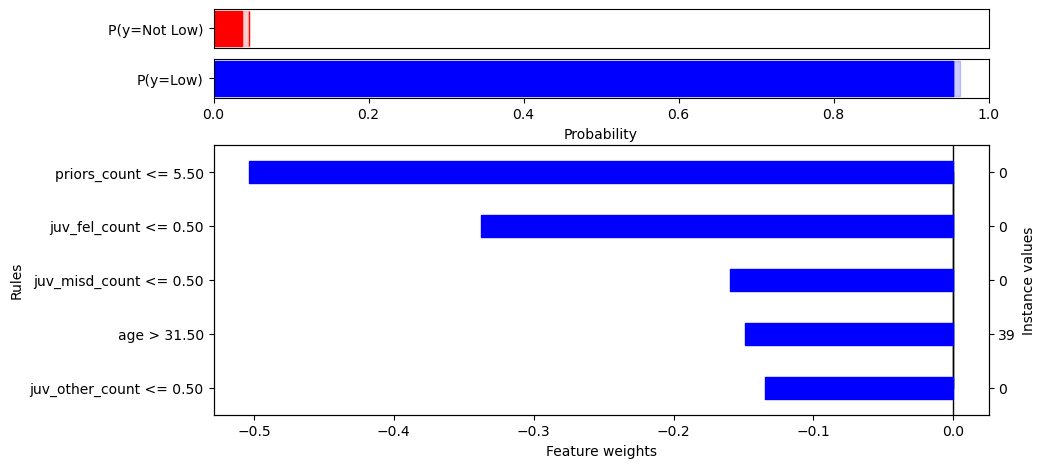 P(y=Not Low)
P(y=Low)
0.0 0.2 0.4 0.6 0.8 1.0
Probability
priors_count <= 5.50 0
juv_fel_count <= 0.50 0
juv_misd_count <= 0.50 0
age > 31.50 39
juv_other_count <= 0.50 0
Rules
Instance values
−0.5 −0.4 −0.3 −0.2 −0.1 0.0
Feature weights